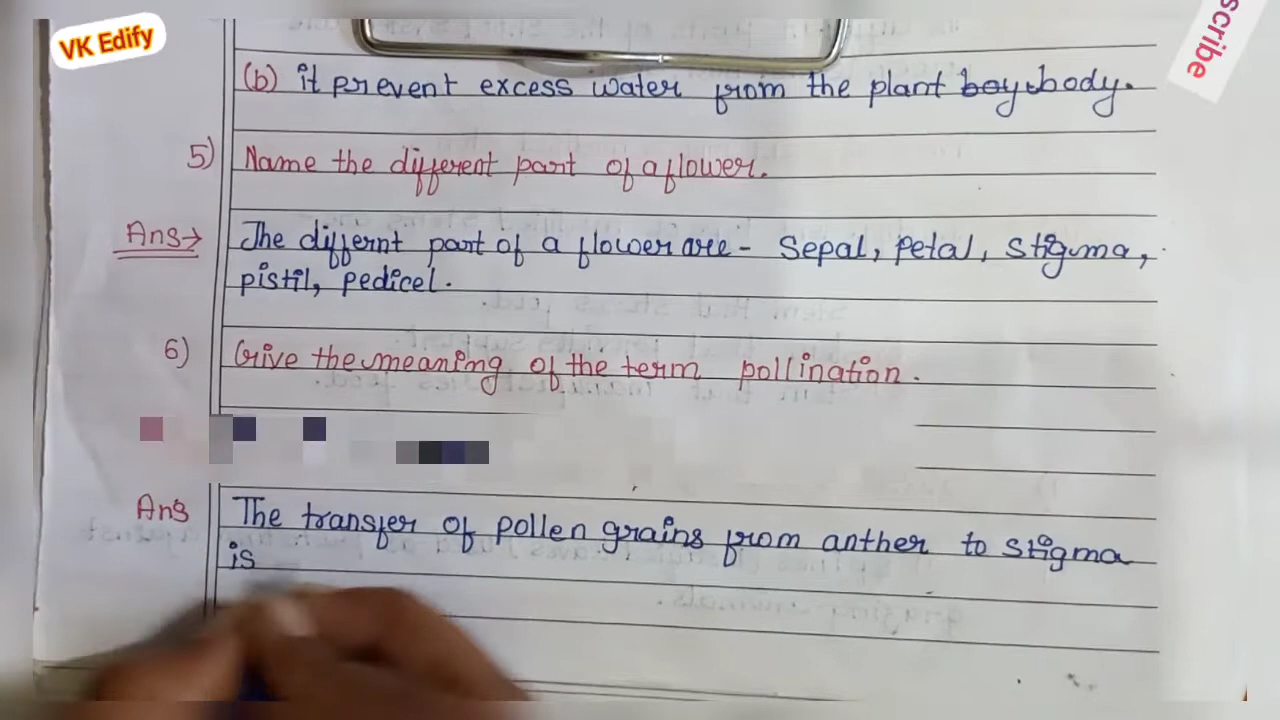 VK Edify
scribe
(b) it prevent excess water from the plant boy body.
5) Name the different part of a flower.
Ans→ The differnt part of a flower are - Sepal, petal, stigma,
pistil, pedicel.
6) Give the meaning of the term pollination.
Ans The transfer of pollen grains from anther to stigma
is